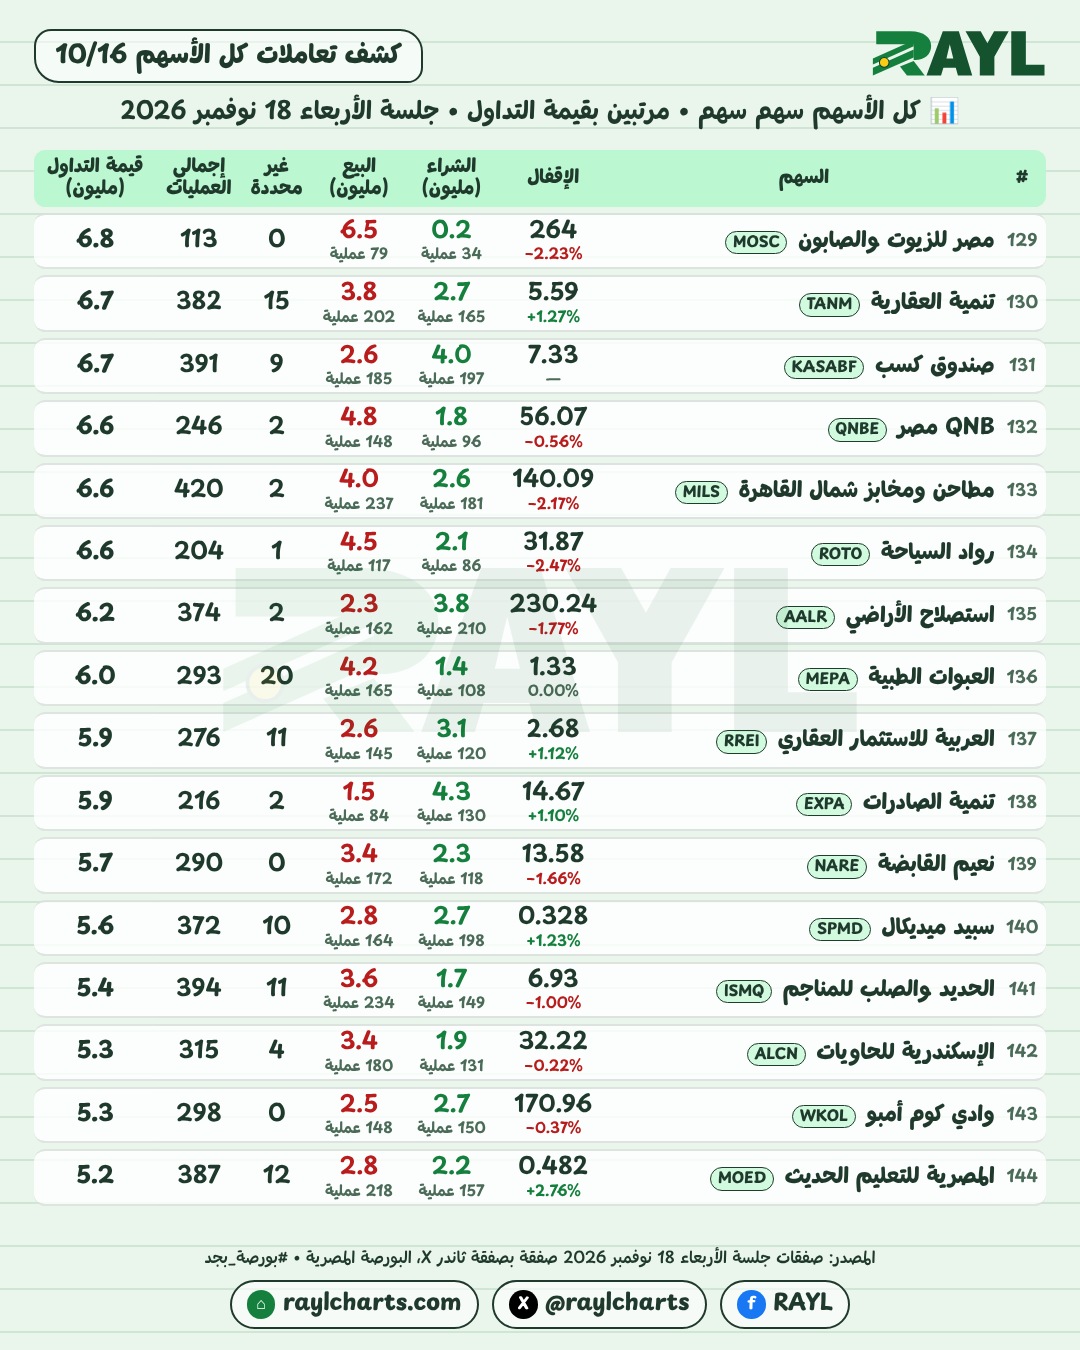 RAYL
كشف تعاملات كل الأسهم 10/16
📊 كل الأسهم سهم سهم • مرتبين بقيمة التداول • جلسة الأربعاء 18 نوفمبر 2026
# السهم الإقفال الشراء (مليون) البيع (مليون) غير محددة إجمالي العمليات قيمة التداول (مليون)
129 مصر للزيوت والصابون MOSC 264 0.2 6.5 0 113 6.8
−2.23% 34 عملية 79 عملية
130 تنمية العقارية TANM 5.59 2.7 3.8 15 382 6.7
+1.27% 165 عملية 202 عملية
131 صندوق كسب KASABF 7.33 4.0 2.6 9 391 6.7
— 197 عملية 185 عملية
132 QNB مصر QNBE 56.07 1.8 4.8 2 246 6.6
−0.56% 96 عملية 148 عملية
133 مطاحن ومخابز شمال القاهرة MILS 140.09 2.6 4.0 2 420 6.6
−2.17% 181 عملية 237 عملية
134 رواد السياحة ROTO 31.87 2.1 4.5 1 204 6.6
−2.47% 86 عملية 117 عملية
135 استصلاح الأراضي AALR 230.24 3.8 2.3 2 374 6.2
−1.77% 210 عملية 162 عملية
136 العبوات الطبية MEPA 1.33 1.4 4.2 20 293 6.0
0.00% 108 عملية 165 عملية
137 العربية للاستثمار العقاري RREI 2.68 3.1 2.6 11 276 5.9
+1.12% 120 عملية 145 عملية
138 تنمية الصادرات EXPA 14.67 4.3 1.5 2 216 5.9
+1.10% 130 عملية 84 عملية
139 نعيم القابضة NARE 13.58 2.3 3.4 0 290 5.7
−1.66% 118 عملية 172 عملية
140 سبيد ميديكال SPMD 0.328 2.7 2.8 10 372 5.6
+1.23% 198 عملية 164 عملية
141 الحديد والصلب للمناجم ISMQ 6.93 1.7 3.6 11 394 5.4
−1.00% 149 عملية 234 عملية
142 الإسكندرية للحاويات ALCN 32.22 1.9 3.4 4 315 5.3
−0.22% 131 عملية 180 عملية
143 وادي كوم أمبو WKOL 170.96 2.7 2.5 0 298 5.3
−0.37% 150 عملية 148 عملية
144 المصرية للتعليم الحديث MOED 0.482 2.2 2.8 12 387 5.2
+2.76% 157 عملية 218 عملية
المصدر: صفقات جلسة الأربعاء 18 نوفمبر 2026 صفقة بصفقة ثاندر X، البورصة المصرية • #بورصة_بجد
RAYL @raylcharts raylcharts.com